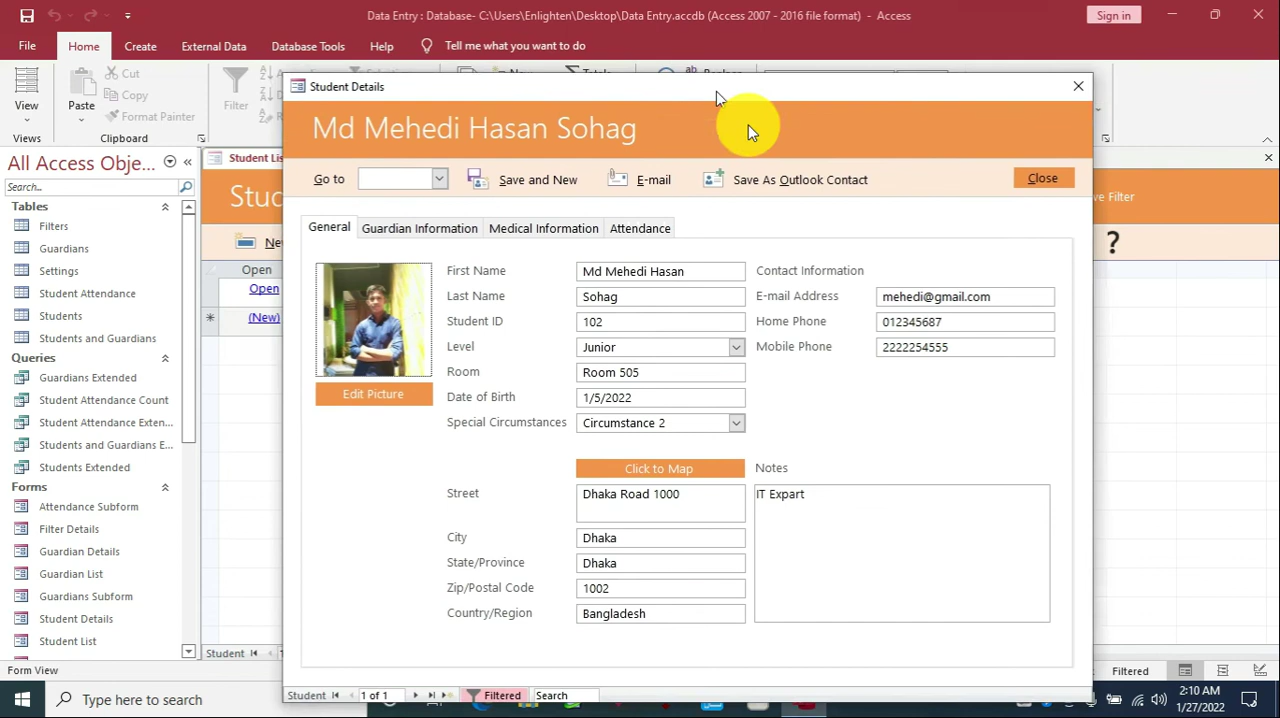 Data Entry : Database- C:\Users\Enlighten\Desktop\Data Entry.accdb (Access 2007 - 2016 file format) - Access
Sign in
File Home Create External Data Database Tools Help Tell me what you want to do
View
Views
Paste
Cut
Copy
Format Painter
Clipboard
Filter
Student Details
Md Mehedi Hasan Sohag
Go to Save and New E-mail Save As Outlook Contact Close
General Guardian Information Medical Information Attendance
Edit Picture
First Name Md Mehedi Hasan
Last Name Sohag
Student ID 102
Level Junior
Room Room 505
Date of Birth 1/5/2022
Special Circumstances Circumstance 2
Contact Information
E-mail Address mehedi@gmail.com
Home Phone 012345687
Mobile Phone 2222254555
Click to Map
Street Dhaka Road 1000
City Dhaka
State/Province Dhaka
Zip/Postal Code 1002
Country/Region Bangladesh
Notes
IT Expart
Student 1 of 1 Filtered Search
All Access Obje...
Search...
Tables
Filters
Guardians
Settings
Student Attendance
Students
Students and Guardians
Queries
Guardians Extended
Student Attendance Count
Student Attendance Exten...
Students and Guardians E...
Students Extended
Forms
Attendance Subform
Filter Details
Guardian Details
Guardian List
Guardians Subform
Student Details
Student List
Student Lis
Stu
Ne
Open
Open
* (New)
ve Filter
?
Student
Form View
Filtered
Type here to search
2:10 AM
1/27/2022